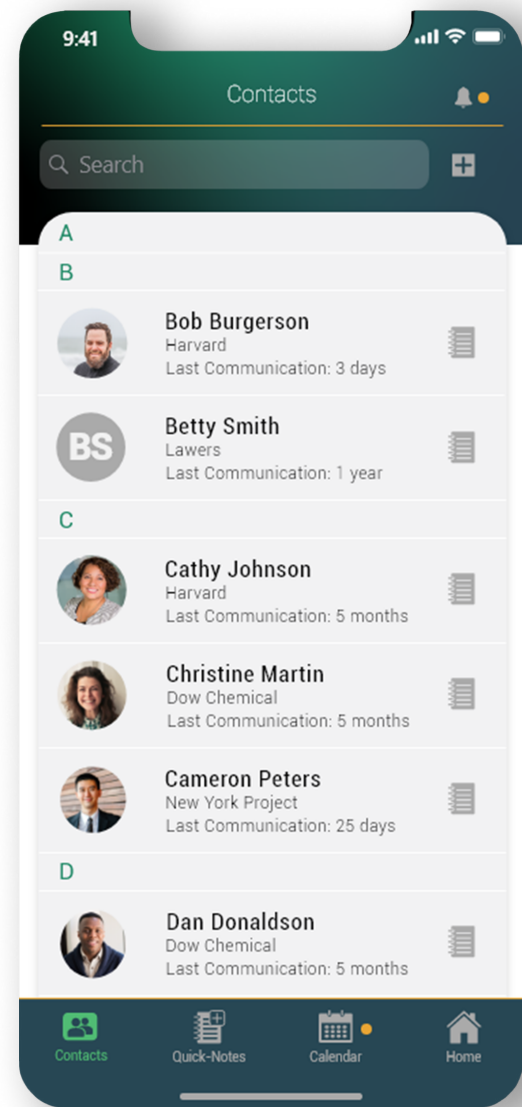 9:41
Contacts
Search
A
B
Bob Burgerson
Harvard
Last Communication: 3 days
BS
Betty Smith
Lawers
Last Communication: 1 year
C
Cathy Johnson
Harvard
Last Communication: 5 months
Christine Martin
Dow Chemical
Last Communication: 5 months
Cameron Peters
New York Project
Last Communication: 25 days
D
Dan Donaldson
Dow Chemical
Last Communication: 5 months
Contacts
Quick-Notes
Calendar
Home